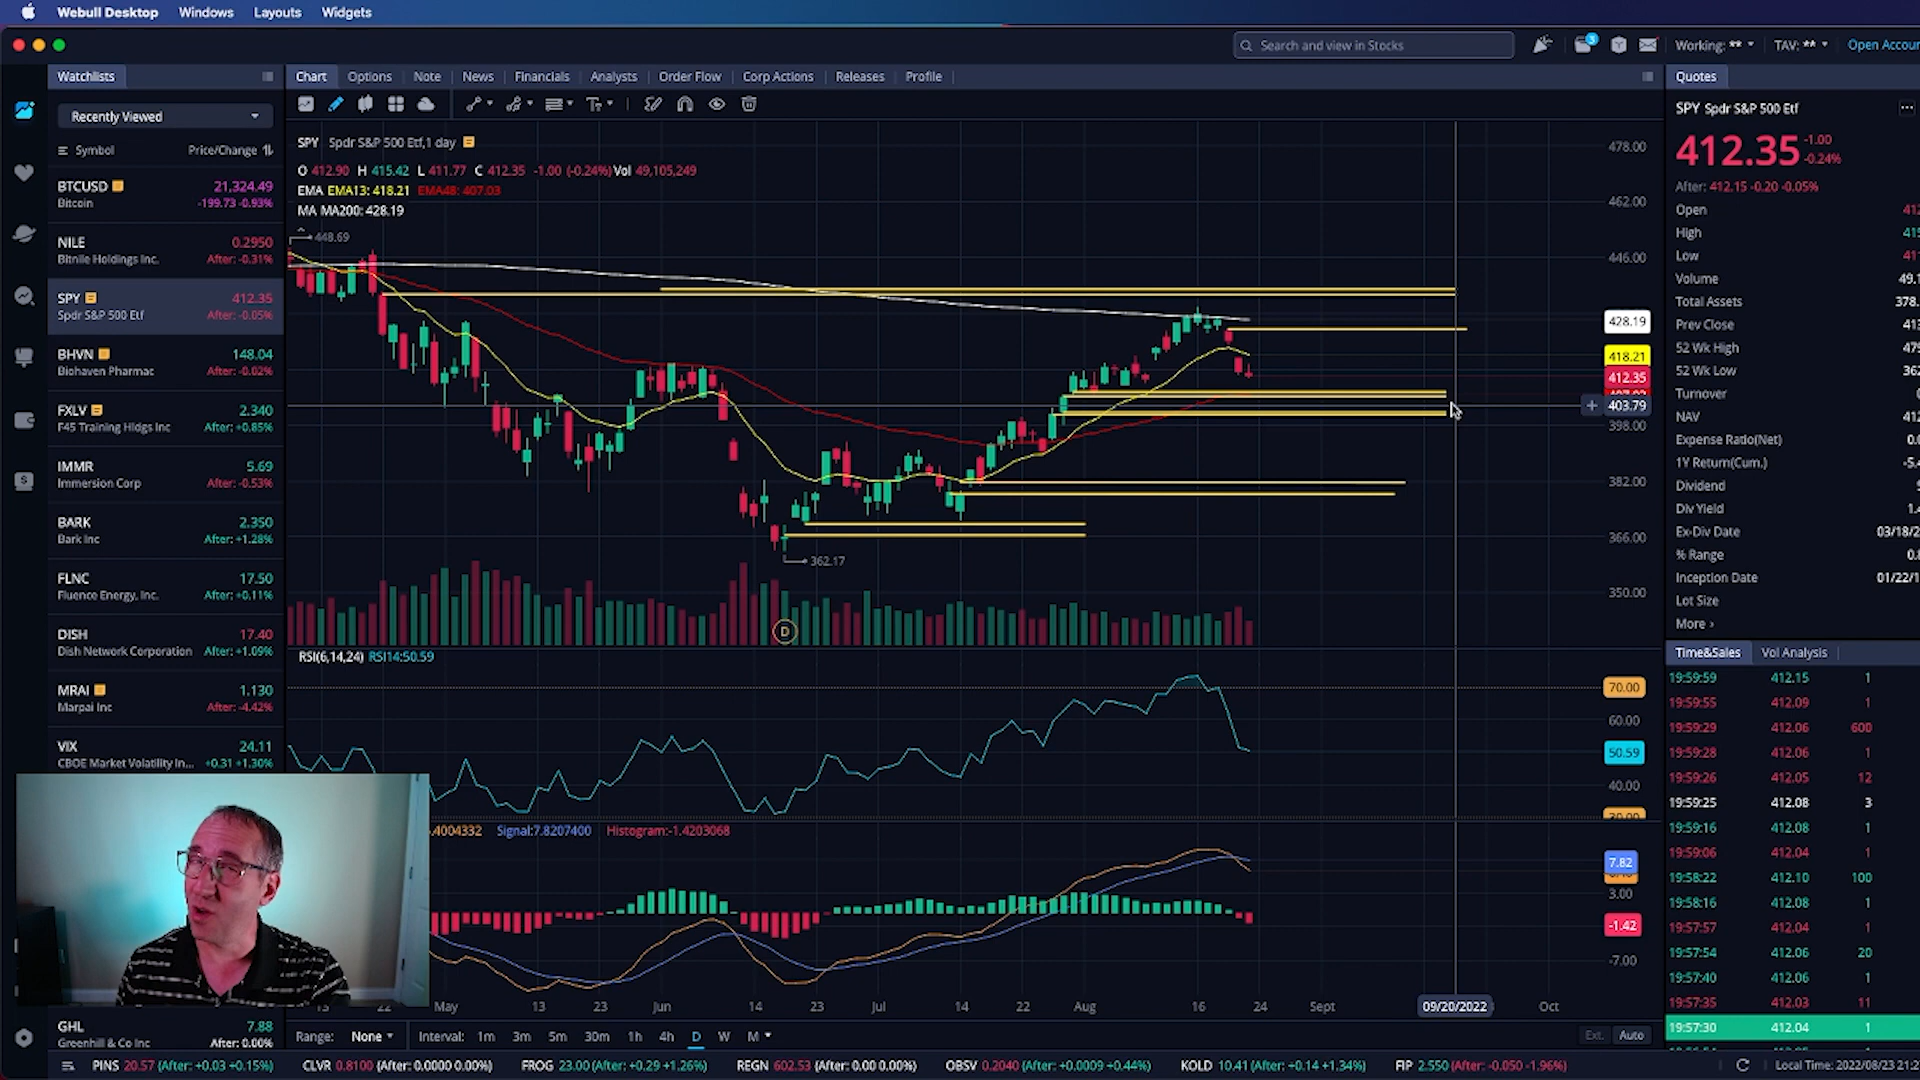 Webull Desktop Windows Layouts Widgets
Search and view in Stocks
3
Working: ** TAV: ** Open Accou
Watchlists
Chart Options Note News Financials Analysts Order Flow Corp Actions Releases Profile
Quotes
Recently Viewed
Symbol Price/Change
BTCUSD 21,324.49
Bitcoin -199.73 -0.93%
NILE 0.2950
Bitnile Holdings Inc. After: -0.31%
SPY 412.35
Spdr S&P 500 Etf After: -0.05%
BHVN 148.04
Biohaven Pharmac After: -0.02%
FXLV 2.340
F45 Training Hldgs Inc After: +0.85%
IMMR 5.69
Immersion Corp After: -0.53%
BARK 2.350
Bark Inc After: +1.28%
FLNC 17.50
Fluence Energy, Inc. After: +0.11%
DISH 17.40
Dish Network Corporation After: +1.09%
MRAI 1.130
Marpai Inc After: -4.42%
VIX 24.11
CBOE Market Volatility In... +0.31 +1.30%
GHL 7.88
Greenhill & Co Inc After: 0.00%
SPY Spdr S&P 500 Etf,1 day
O 412.90 H 415.42 L 411.77 C 412.35 -1.00 (-0.24%) Vol 49,105,249
EMA EMA13: 418.21 EMA48: 407.03
MA MA200: 428.19
448.69
362.17
D
478.00
462.00
446.00
428.19
418.21
412.35
403.79
398.00
382.00
366.00
350.00
RSI(6,14,24) RSI14:50.59
70.00
60.00
50.59
40.00
30.00
.4004332 Signal:7.8207400 Histogram:-1.4203068
7.82
3.00
-1.42
-7.00
22 May 13 23 Jun 14 23 Jul 14 22 Aug 16 24 Sept 09/20/2022 Oct
Range: None Interval: 1m 3m 5m 30m 1h 4h D W M
Ext. Auto
SPY Spdr S&P 500 Etf
412.35 -1.00
-0.24%
After: 412.15 -0.20 -0.05%
Open 412
High 415
Low 411
Volume 49.1
Total Assets 378.
Prev Close 413
52 Wk High 479
52 Wk Low 362
Turnover
NAV 412
Expense Ratio(Net) 0.0
1Y Return(Cum.) -5.4
Dividend
Div Yield 1.4
Ex-Div Date 03/18/2
% Range 0.8
Inception Date 01/22/1
Lot Size
More
Time&Sales Vol Analysis
19:59:59 412.15 1
19:59:55 412.09 1
19:59:29 412.06 600
19:59:28 412.06 1
19:59:26 412.05 12
19:59:25 412.08 3
19:59:16 412.08 1
19:59:06 412.04 1
19:58:22 412.10 100
19:58:16 412.08 1
19:57:57 412.04 1
19:57:54 412.06 20
19:57:40 412.06 1
19:57:35 412.03 11
19:57:30 412.04 1
PINS 20.57 (After: +0.03 +0.15%) CLVR 0.8100 (After: 0.0000 0.00%) FROG 23.00 (After: +0.29 +1.26%) REGN 602.53 (After: 0.00 0.00%) OBSV 0.2040 (After: +0.0009 +0.44%) KOLD 10.41 (After: +0.14 +1.34%) FIP 2.550 (After: -0.050 -1.96%) Local Time: 2022/08/23 21:2